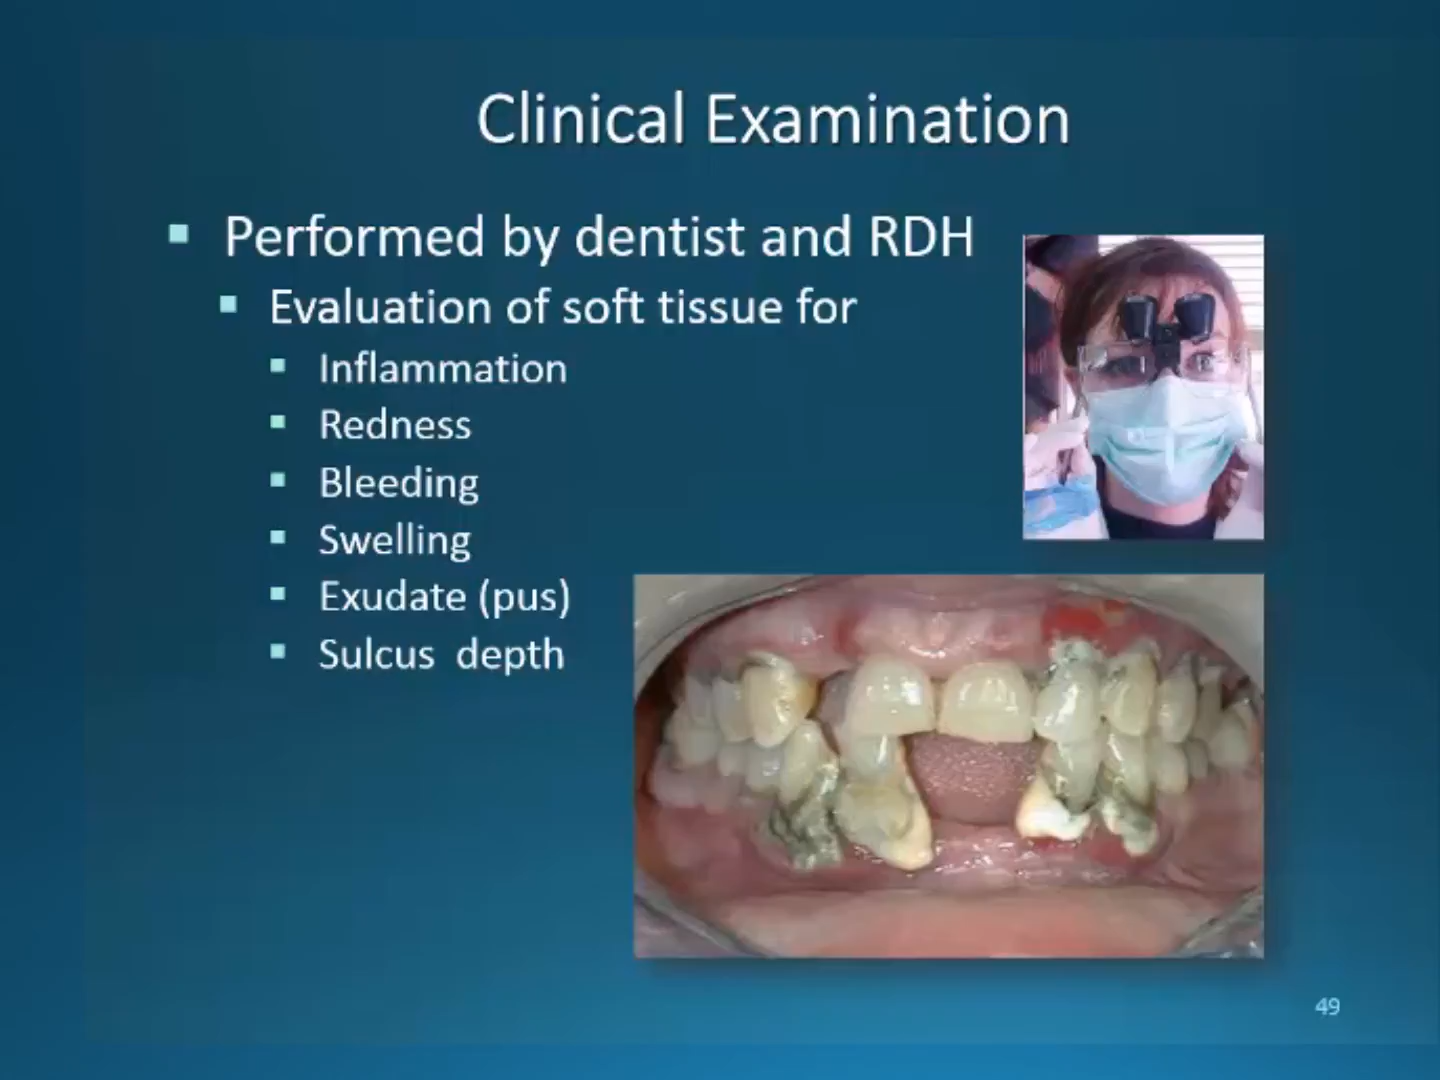 Clinical Examination
Performed by dentist and RDH
Evaluation of soft tissue for
Inflammation
Redness
Bleeding
Swelling
Exudate (pus)
Sulcus depth
49